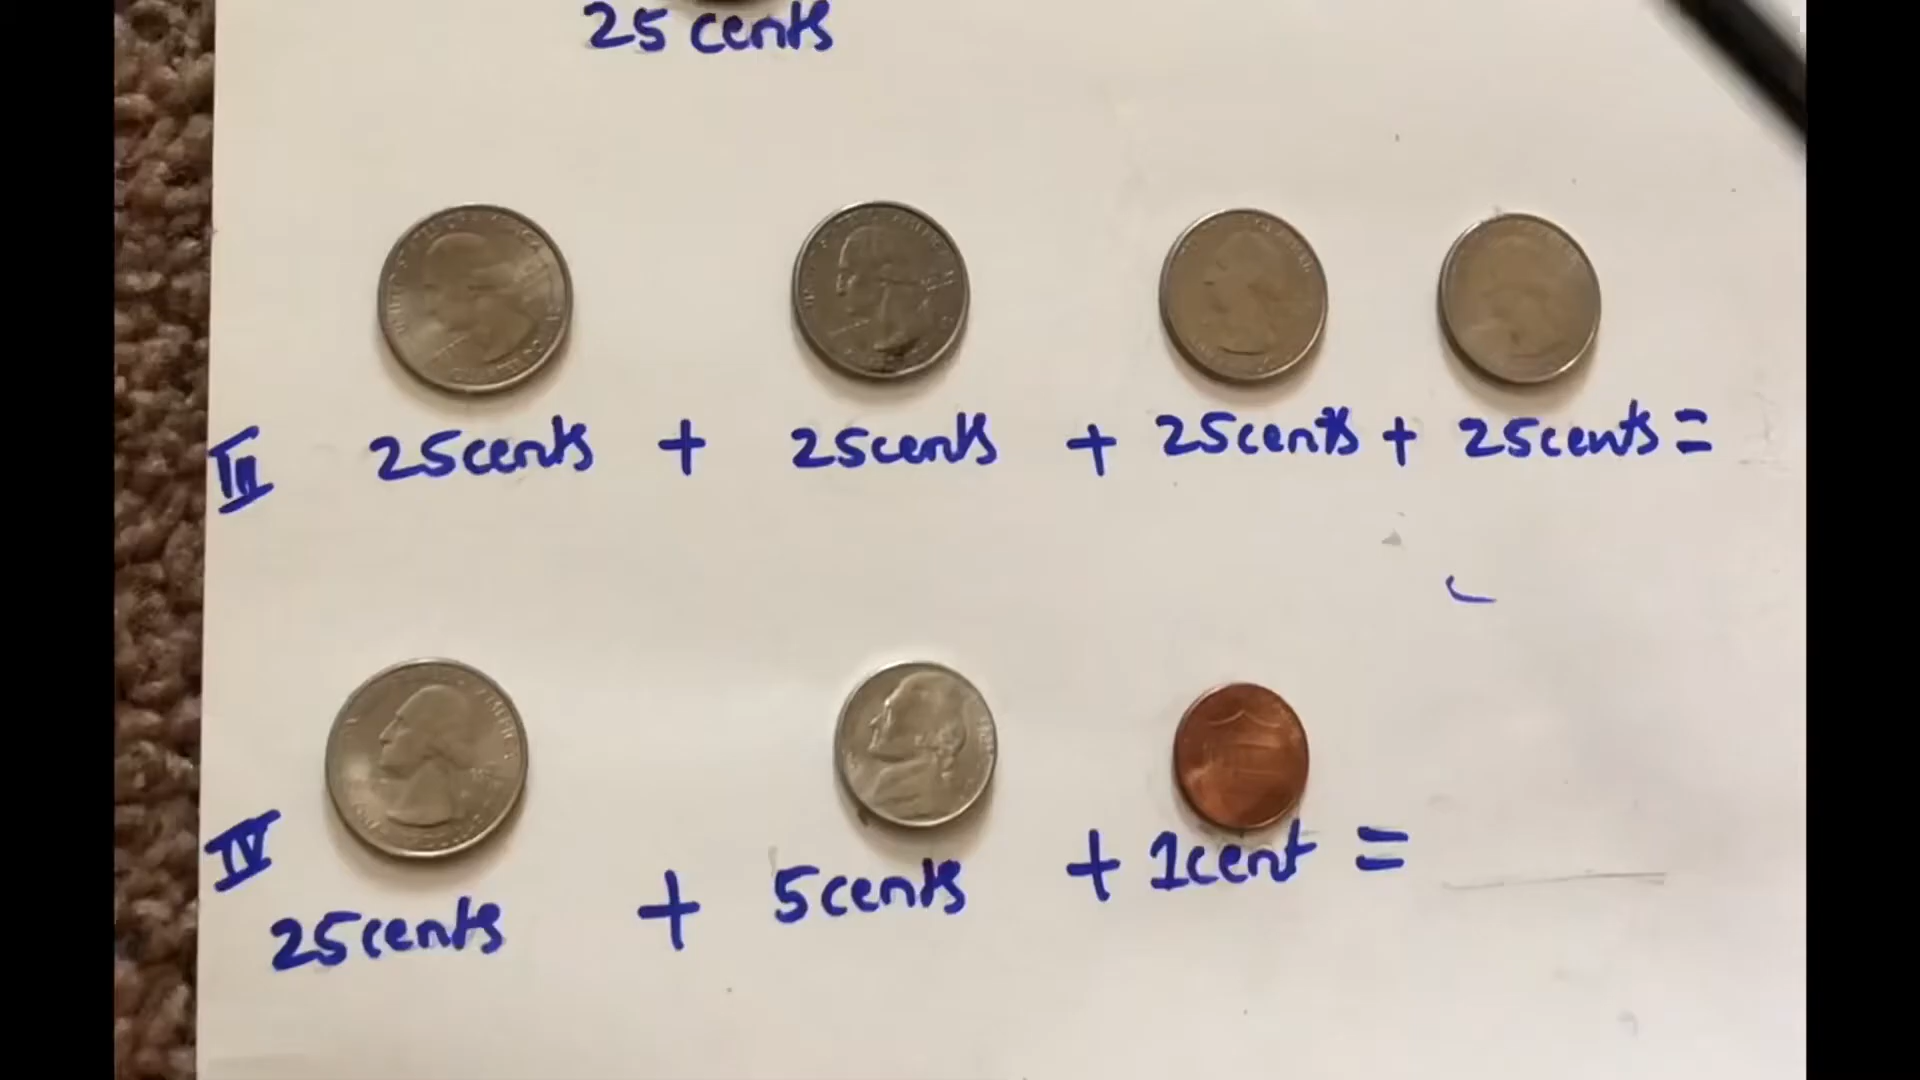 25 cents
III 25cents + 25cents + 25cents + 25cents =
IV 25cents + 5cents + 1cent =